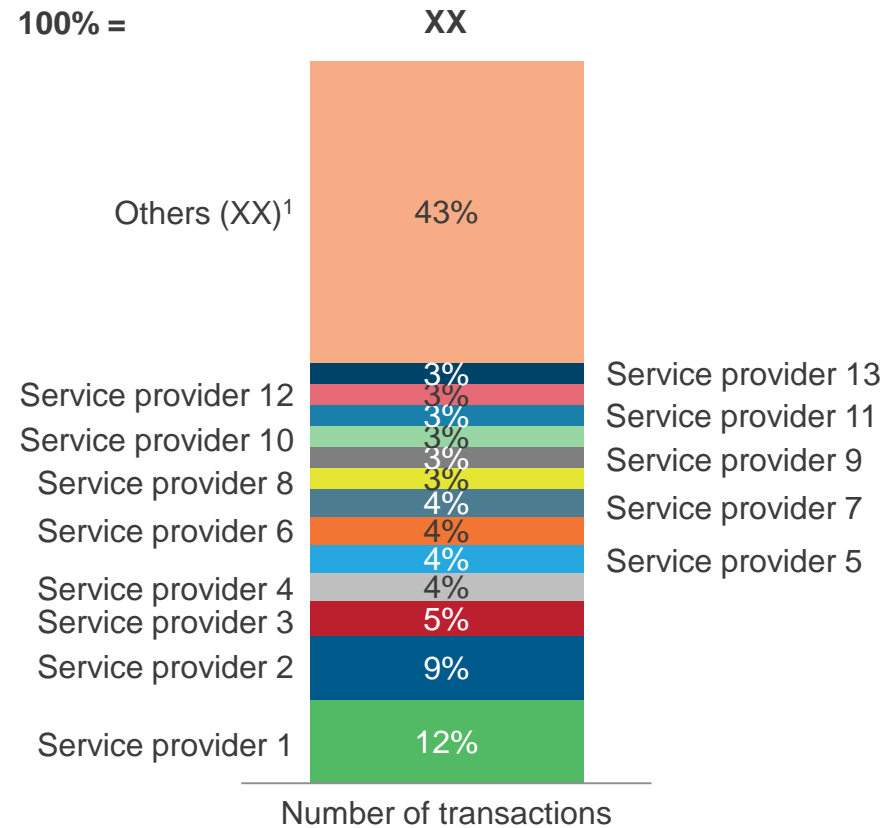 100% =
XX
Others (XX)¹
43%
3%
Service provider 13
Service provider 12
3%
3%
Service provider 11
Service provider 10
3%
3%
Service provider 9
Service provider 8
3%
4%
Service provider 7
Service provider 6
4%
4%
Service provider 5
Service provider 4
4%
Service provider 3
5%
Service provider 2
9%
Service provider 1
12%
Number of transactions